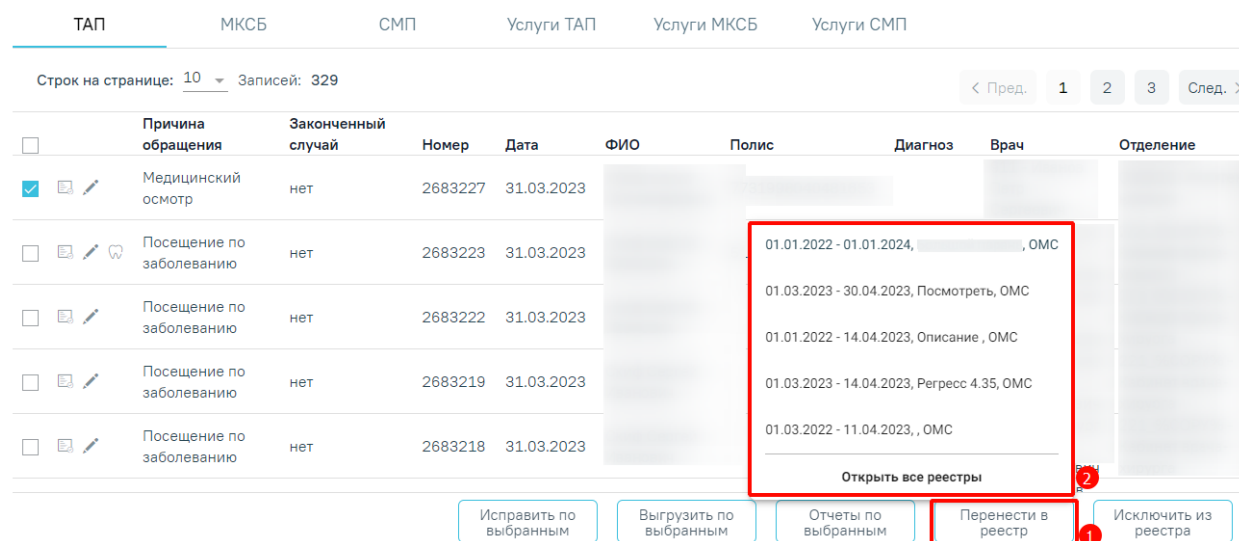 ТАП МКСБ СМП Услуги ТАП Услуги МКСБ Услуги СМП
Строк на странице: 10 Записей: 329 < Пред. 1 2 3 След. >
Причина обращения Законченный случай Номер Дата ФИО Полис Диагноз Врач Отделение
Медицинский осмотр нет 2683227 31.03.2023
Посещение по заболеванию нет 2683223 31.03.2023
Посещение по заболеванию нет 2683222 31.03.2023
Посещение по заболеванию нет 2683219 31.03.2023
Посещение по заболеванию нет 2683218 31.03.2023
01.01.2022 - 01.01.2024, , ОМС
01.03.2023 - 30.04.2023, Посмотреть, ОМС
01.01.2022 - 14.04.2023, Описание , ОМС
01.03.2023 - 14.04.2023, Регресс 4.35, ОМС
01.03.2022 - 11.04.2023, , ОМС
Открыть все реестры
2
Исправить по выбранным Выгрузить по выбранным Отчеты по выбранным Перенести в реестр 1 Исключить из реестра